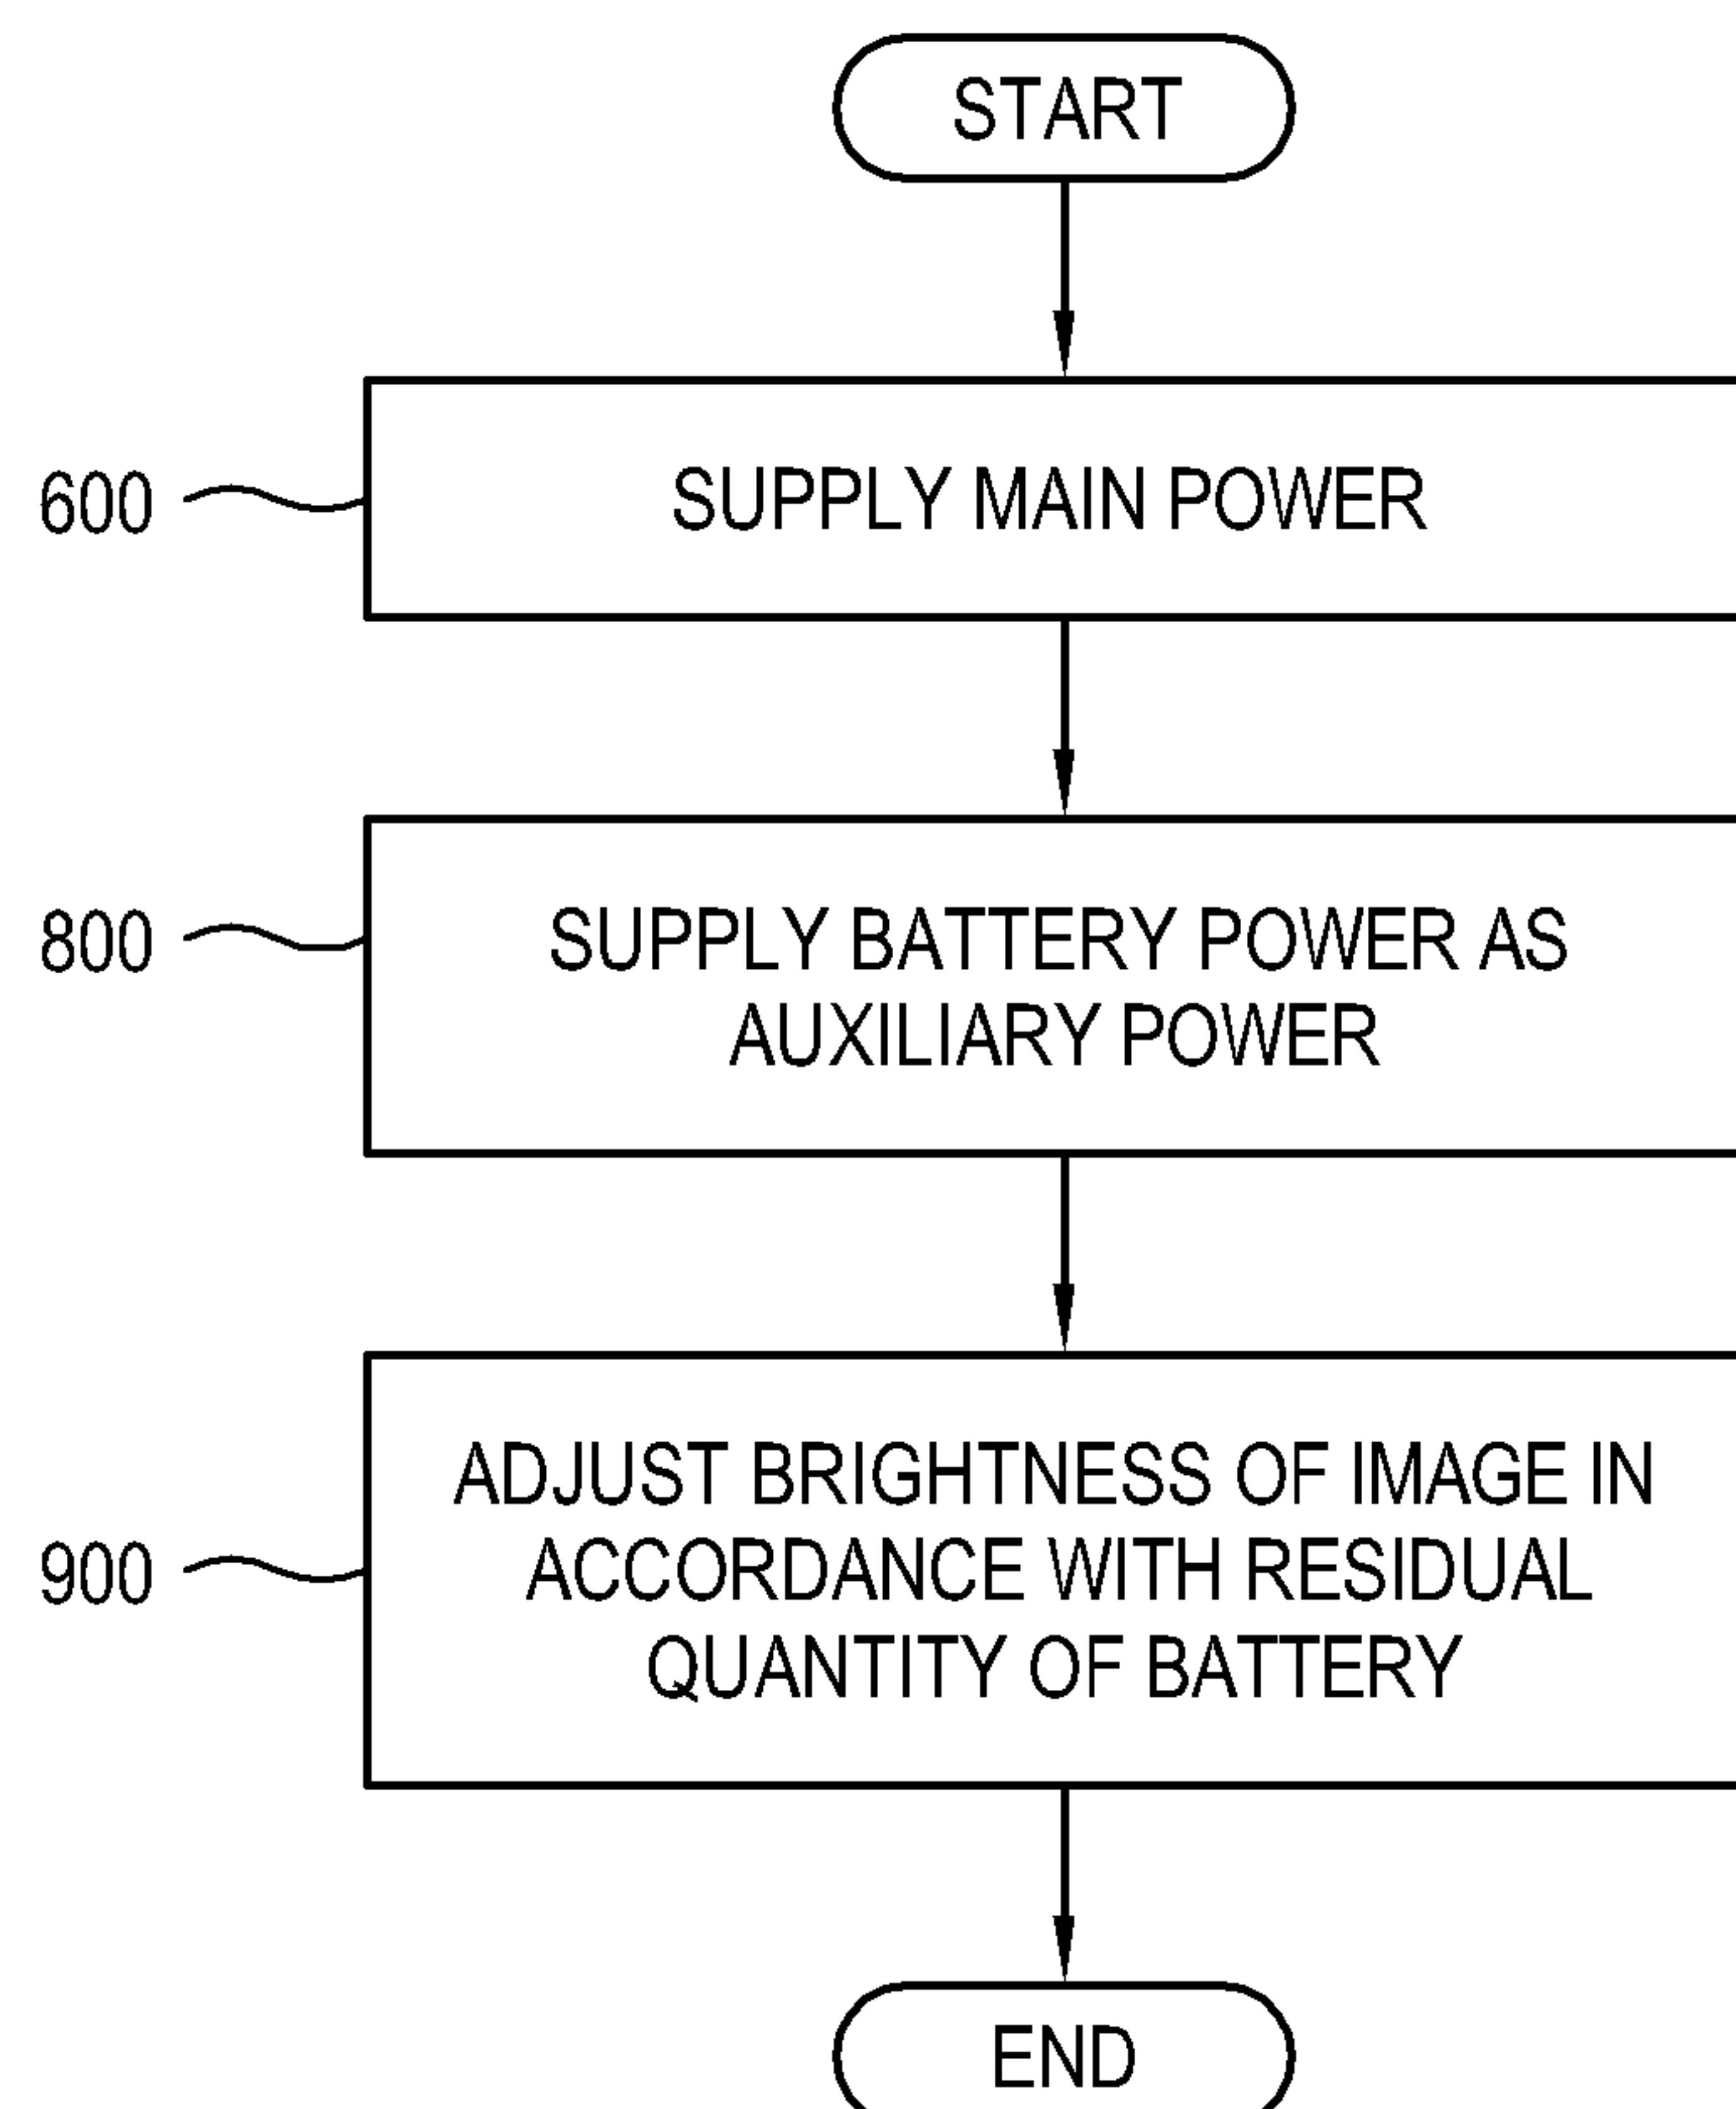 START
600
SUPPLY MAIN POWER
800
SUPPLY BATTERY POWER AS
AUXILIARY POWER
900
ADJUST BRIGHTNESS OF IMAGE IN
ACCORDANCE WITH RESIDUAL
QUANTITY OF BATTERY
END